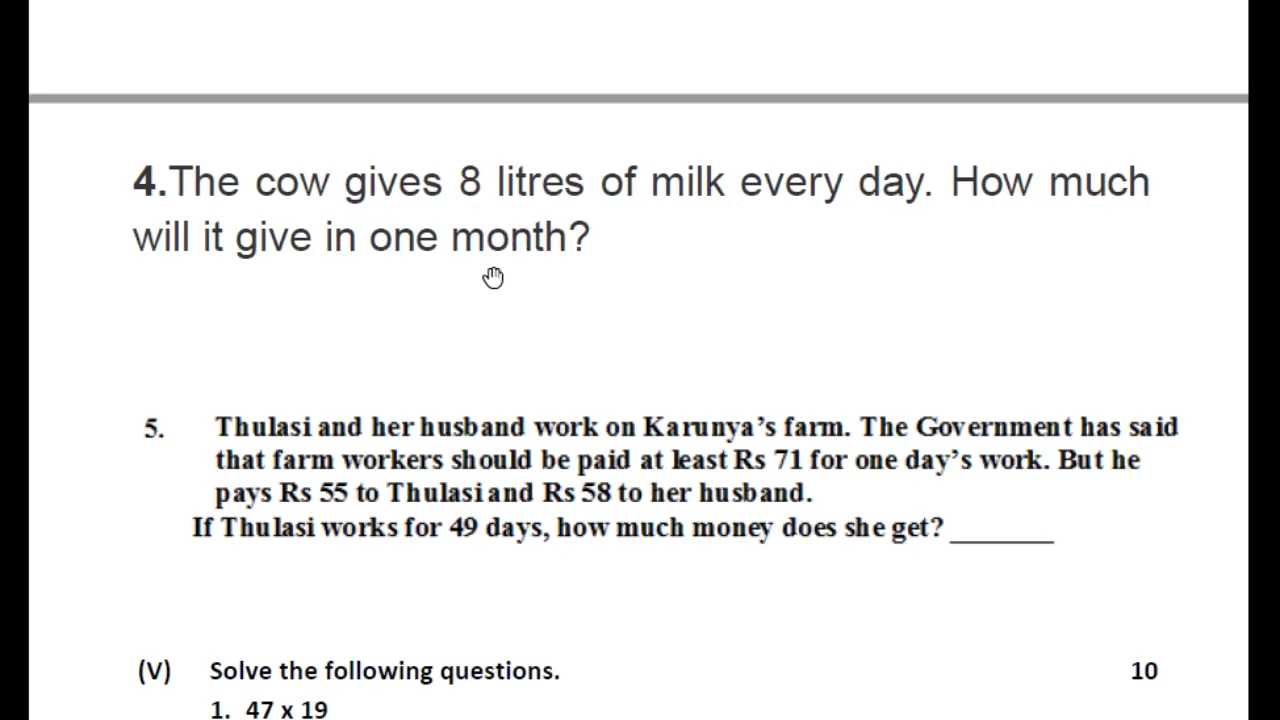 4.The cow gives 8 litres of milk every day. How much
will it give in one month?
5. Thulasi and her husband work on Karunya's farm. The Government has said
that farm workers should be paid at least Rs 71 for one day's work. But he
pays Rs 55 to Thulasi and Rs 58 to her husband.
If Thulasi works for 49 days, how much money does she get? _______
(V) Solve the following questions. 10
1. 47 x 19